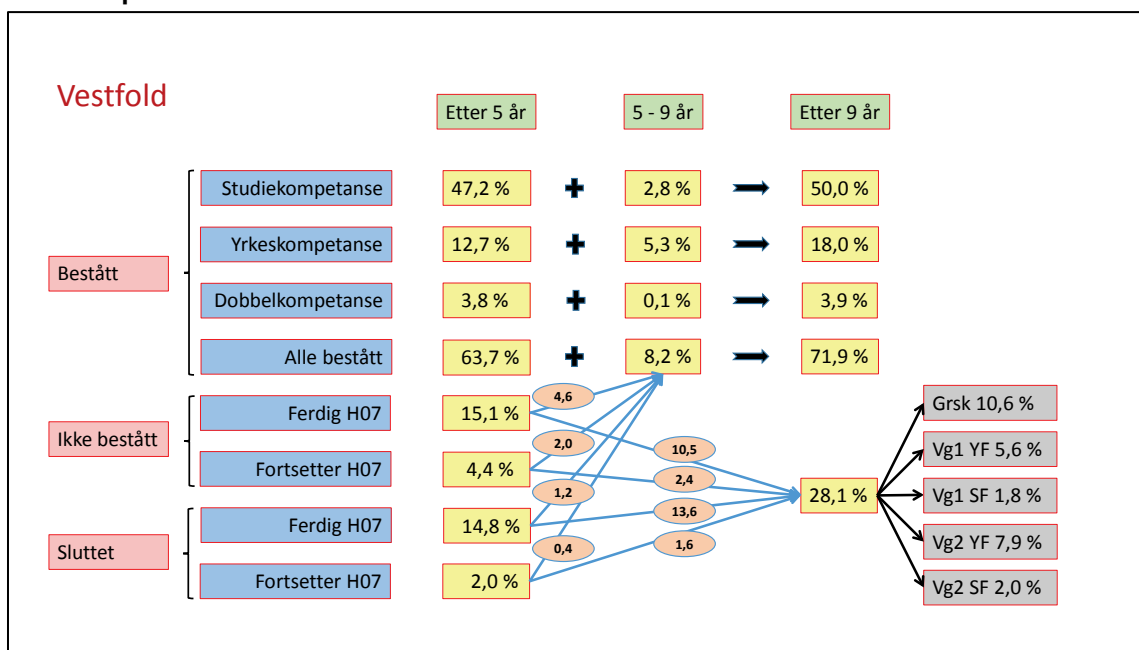 Vestfold
Etter 5 år
5 - 9 år
Etter 9 år
Bestått
Studiekompetanse
47,2 %
2,8 %
50,0 %
Yrkeskompetanse
12,7 %
5,3 %
18,0 %
Dobbelkompetanse
3,8 %
0,1 %
3,9 %
Alle bestått
63,7 %
8,2 %
71,9 %
Ikke bestått
Ferdig H07
15,1 %
4,6
10,5
Fortsetter H07
4,4 %
2,0
2,4
Sluttet
Ferdig H07
14,8 %
1,2
13,6
Fortsetter H07
2,0 %
0,4
1,6
28,1 %
Grsk 10,6 %
Vg1 YF 5,6 %
Vg1 SF 1,8 %
Vg2 YF 7,9 %
Vg2 SF 2,0 %